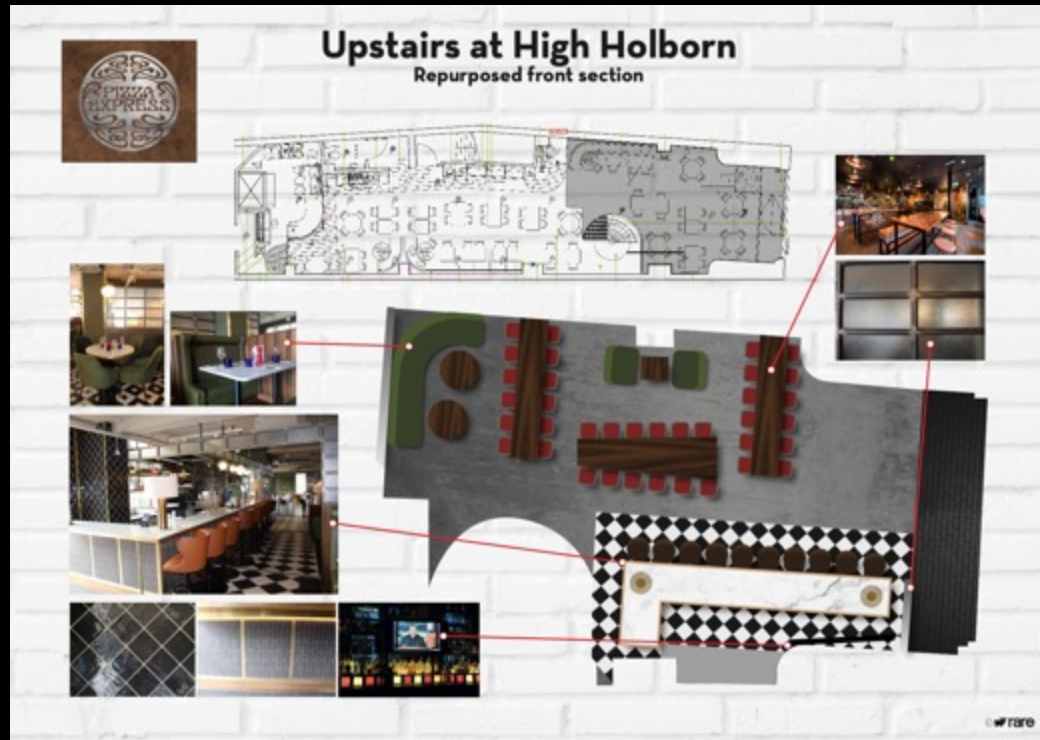 Upstairs at High Holborn
Repurposed front section
PIZZA
EXPRESS
rare